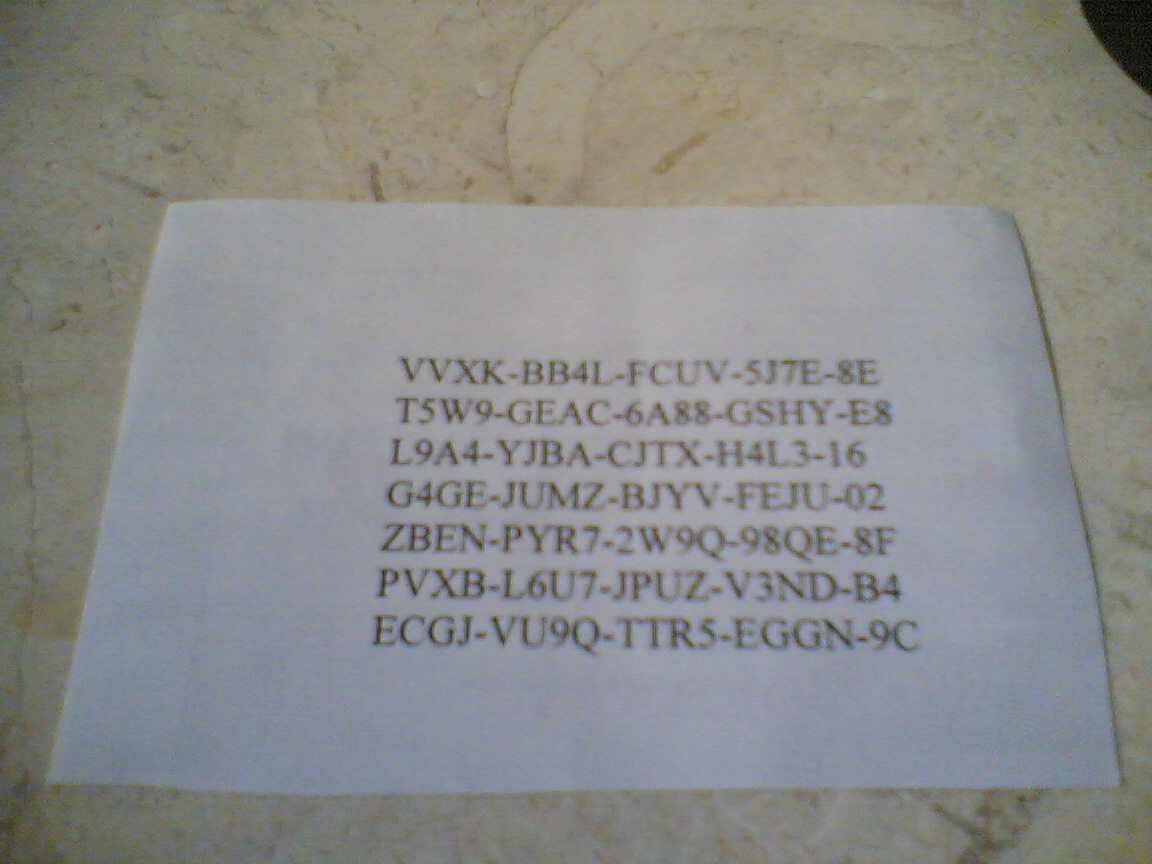 VVXK-BB4L-FCUV-5J7E-8E
T5W9-GEAC-6A88-GSHY-E8
L9A4-YJBA-CJTX-H4L3-16
G4GE-JUMZ-BJYV-FEJU-02
ZBEN-PYR7-2W9Q-98QE-8F
PVXB-L6U7-JPUZ-V3ND-B4
ECGJ-VU9Q-TTR5-EGGN-9C